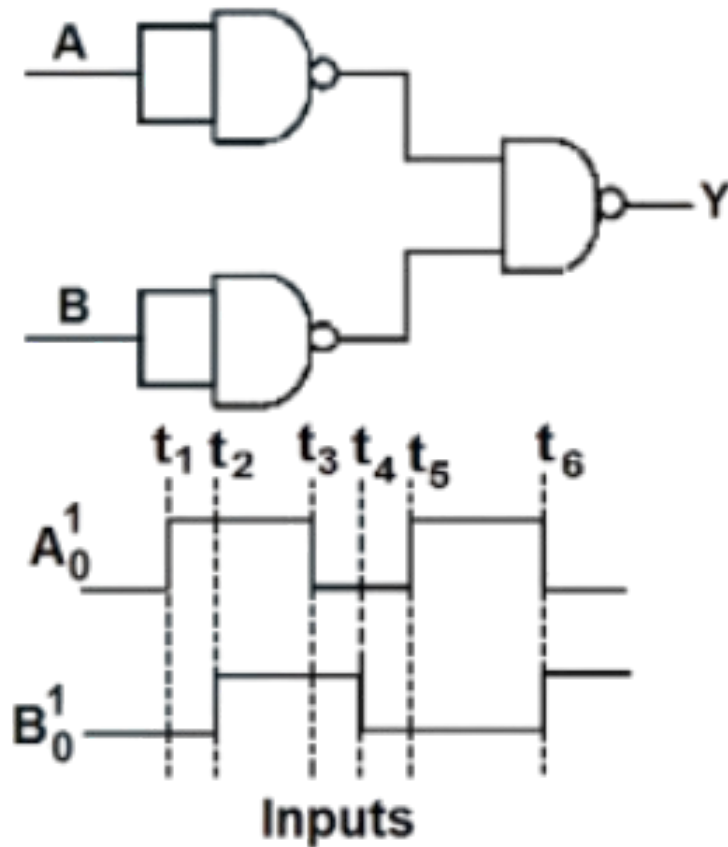 A
Y
B
t₁ t₂ t₃ t₄ t₅ t₆
A 1 0
B 1 0
Inputs